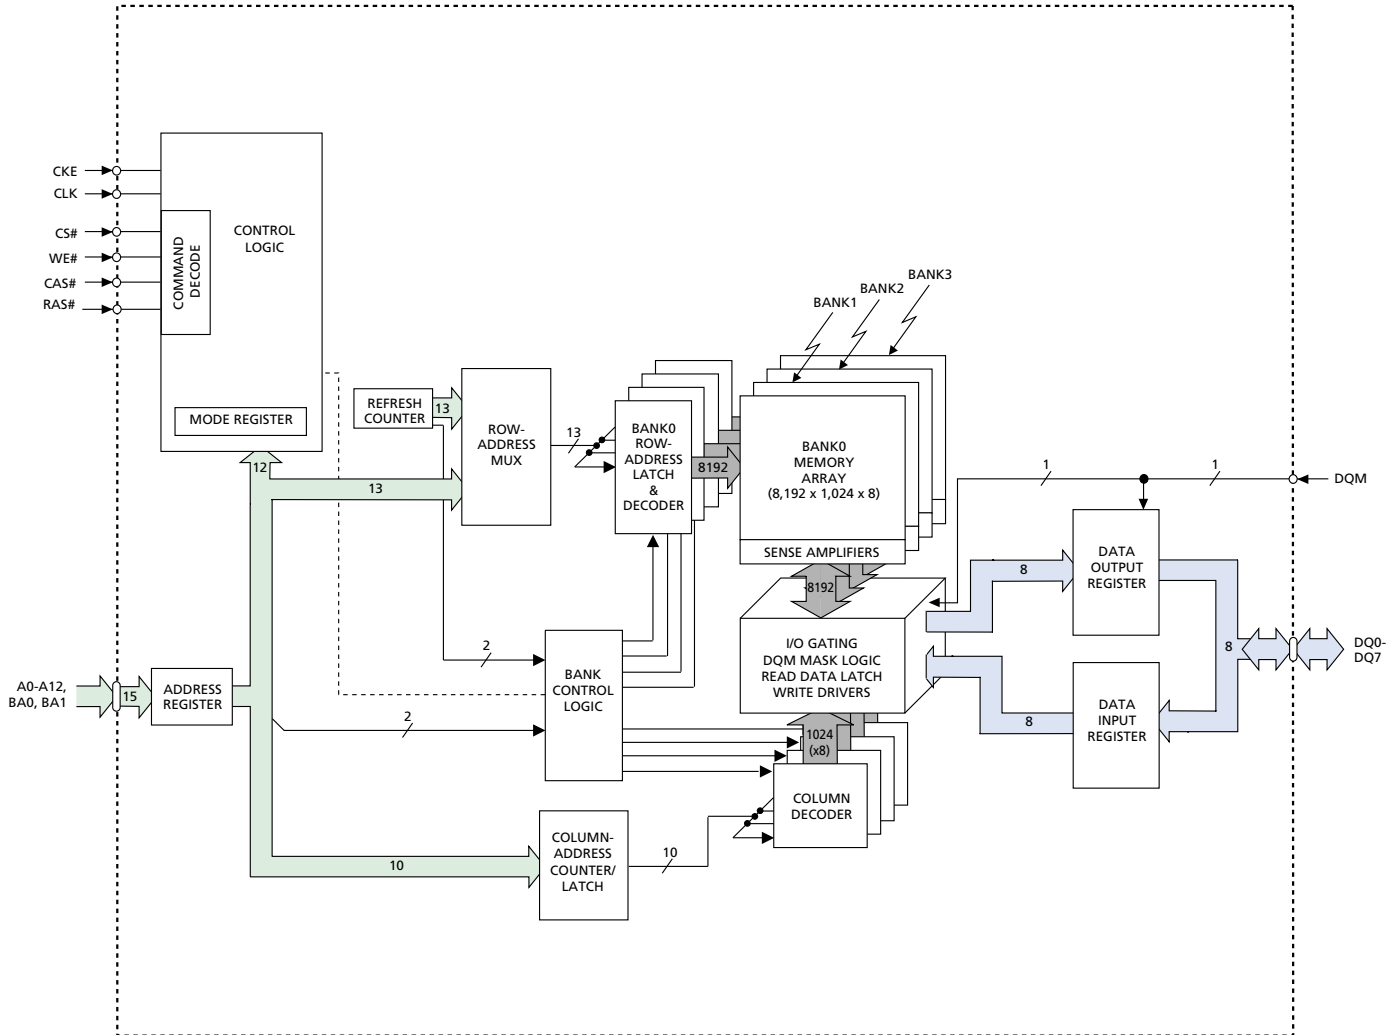 CKE
CLK
CS#
WE#
CAS#
RAS#
COMMAND
DECODE
CONTROL
LOGIC
MODE REGISTER
12
REFRESH
COUNTER
13
13
ROW-
ADDRESS
MUX
13
BANK0
ROW-
ADDRESS
LATCH
&
DECODER
8192
BANK1
BANK2
BANK3
BANK0
MEMORY
ARRAY
(8,192 x 1,024 x 8)
SENSE AMPLIFIERS
8192
I/O GATING
DQM MASK LOGIC
READ DATA LATCH
WRITE DRIVERS
1024
(x8)
COLUMN
DECODER
2
2
BANK
CONTROL
LOGIC
A0-A12,
BA0, BA1
15
ADDRESS
REGISTER
10
COLUMN-
ADDRESS
COUNTER/
LATCH
10
1
1
DQM
8
DATA
OUTPUT
REGISTER
8
DATA
INPUT
REGISTER
8
DQ0-
DQ7